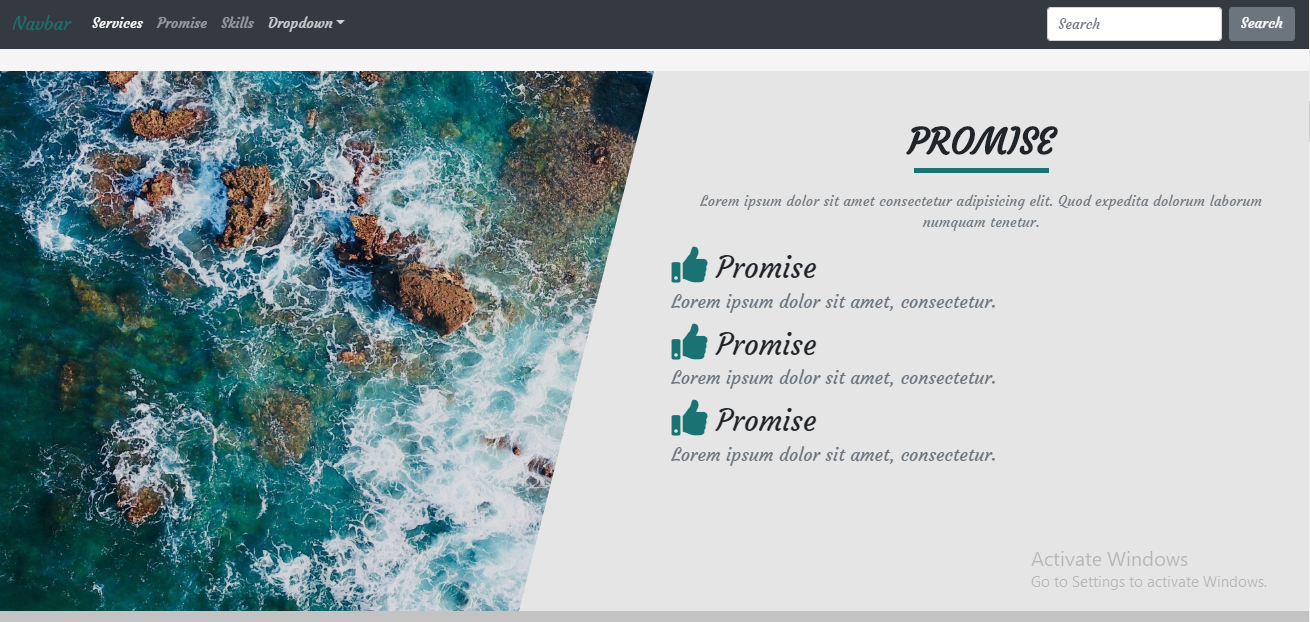 Navbar Services Promise Skills Dropdown Search Search
PROMISE
Lorem ipsum dolor sit amet consectetur adipisicing elit. Quod expedita dolorum laborum
numquam tenetur.
Promise
Lorem ipsum dolor sit amet, consectetur.
Promise
Lorem ipsum dolor sit amet, consectetur.
Promise
Lorem ipsum dolor sit amet, consectetur.
Activate Windows
Go to Settings to activate Windows.